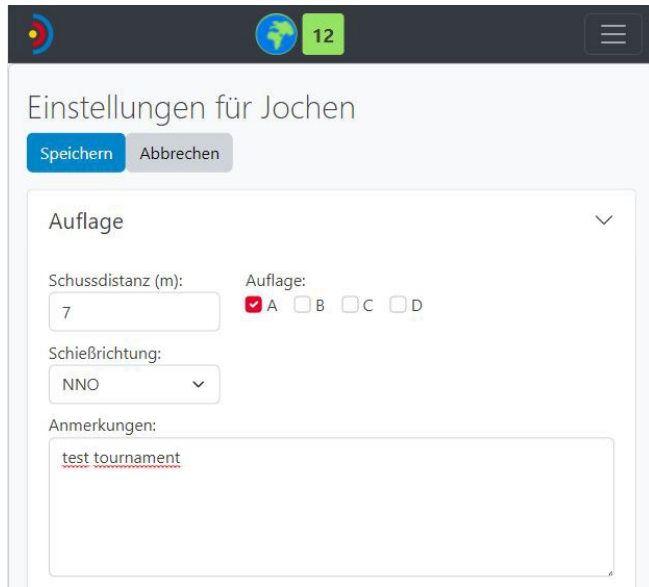 12
Einstellungen für Jochen
Speichern Abbrechen
Auflage
Schussdistanz (m): Auflage:
7 A B C D
Schießrichtung:
NNO
Anmerkungen:
test tournament